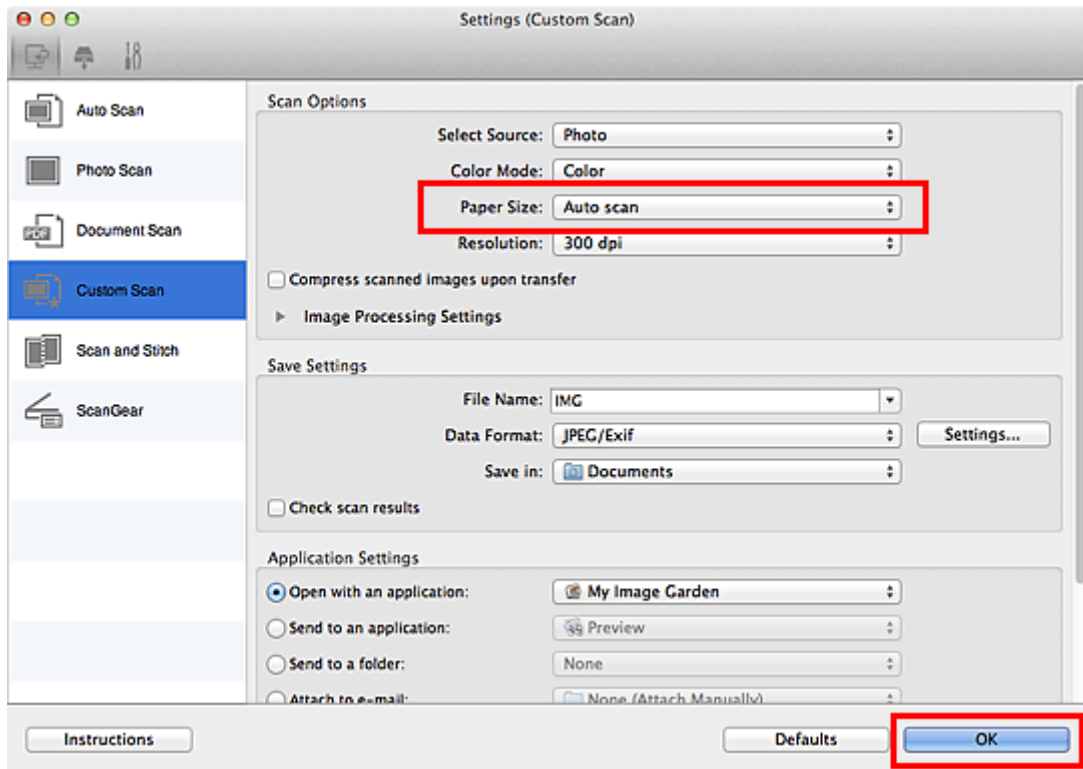 Settings (Custom Scan)
Auto Scan
Photo Scan
PDF
Document Scan
Custom Scan
Scan and Stitch
ScanGear
Scan Options
Select Source: Photo
Color Mode: Color
Paper Size: Auto scan
Resolution: 300 dpi
Compress scanned images upon transfer
Image Processing Settings
Save Settings
File Name: IMG
Data Format: JPEG/Exif Settings...
Save in: Documents
Check scan results
Application Settings
Open with an application: My Image Garden
Send to an application: Preview
Send to a folder: None
Attach to e-mail: None (Attach Manually)
Instructions Defaults OK